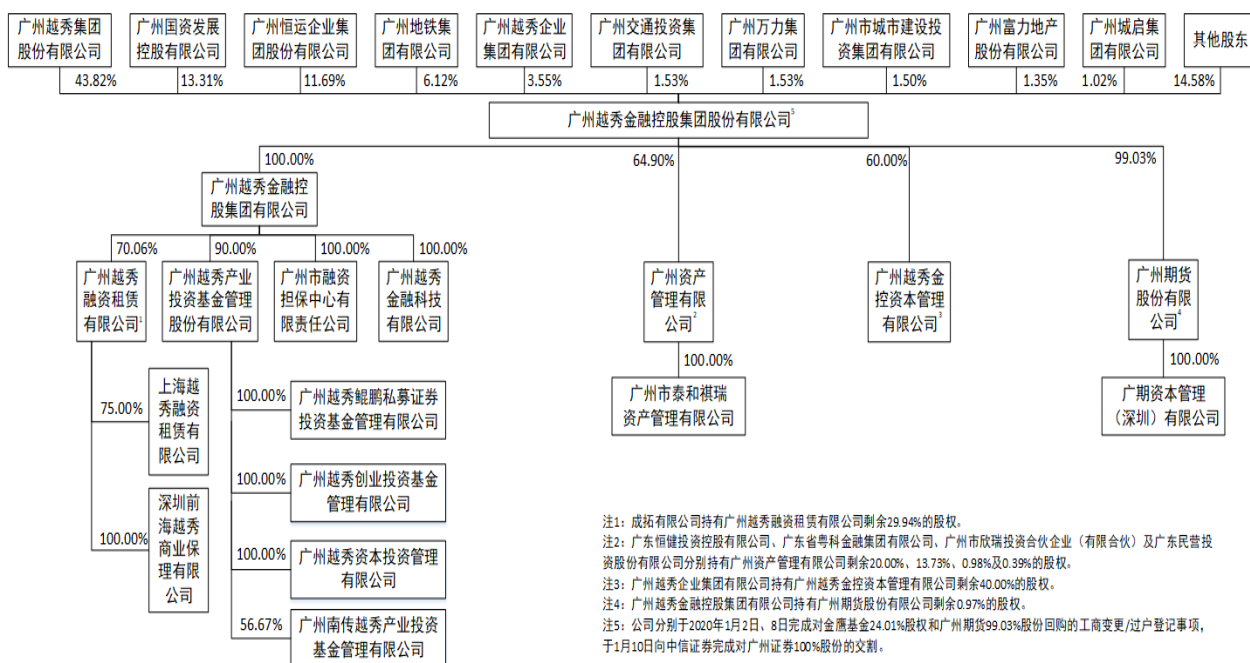 广州越秀集团
股份有限公司
广州国资发展
控股有限公司
广州恒运企业集
团股份有限公司
广州地铁集
团有限公司
广州越秀企业
集团有限公司
广州交通投资集
团有限公司
广州万力集
团有限公司
广州市城市建设投
资集团有限公司
广州富力地产
股份有限公司
广州城启集
团有限公司
其他股东
43.82%
13.31%
11.69%
6.12%
3.55%
1.53%
1.53%
1.50%
1.35%
1.02%
14.58%
广州越秀金融控股集团股份有限公司5
100.00%
64.90%
60.00%
99.03%
广州越秀金融控
股集团有限公司
70.06%
90.00%
100.00%
100.00%
广州越秀
融资租赁
有限公司1
广州越秀产业
投资基金管理
股份有限公司
广州市融资
担保中心有
限责任公司
广州越秀
金融科技
有限公司
广州资产
管理有限
公司2
广州越秀金
控资本管理
有限公司3
广州期货
股份有限
公司4
100.00%
100.00%
75.00%
上海越
秀融资
租赁有
限公司
100.00%
广州越秀鲲鹏私募证券
投资基金管理有限公司
广州市泰和祺瑞
资产管理有限公司
广期资本管理
（深圳）有限公司
100.00%
广州越秀创业投资基金
管理有限公司
100.00%
深圳前
海越秀
商业保
理有限
公司
100.00%
广州越秀资本投资管理
有限公司
56.67%
广州南传越秀产业投资
基金管理有限公司
注1：成拓有限公司持有广州越秀融资租赁有限公司剩余29.94%的股权。
注2：广东恒健投资控股有限公司、广东省粤科金融集团有限公司、广州市欣瑞投资合伙企业（有限合伙）及广东民营投
资股份有限公司分别持有广州资产管理有限公司剩余20.00%、13.73%、0.98%及0.39%的股权。
注3：广州越秀企业集团有限公司持有广州越秀金控资本管理有限公司剩余40.00%的股权。
注4：广州越秀金融控股集团有限公司持有广州期货股份有限公司剩余0.97%的股权。
注5：公司分别于2020年1月2日、8日完成对金鹰基金24.01%股权和广州期货99.03%股份回购的工商变更/过户登记事项，
于1月10日向中信证券完成对广州证券100%股份的交割。